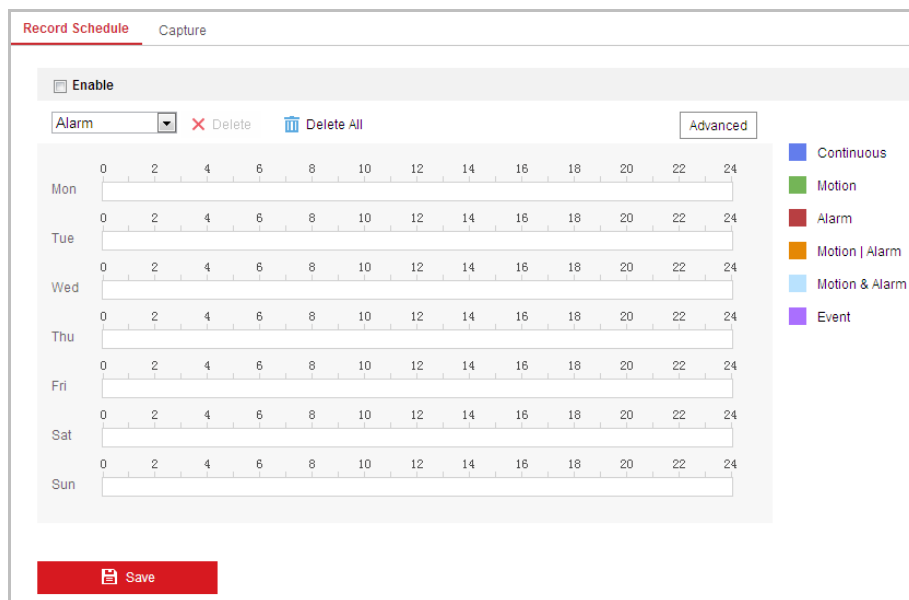 Record Schedule Capture
Enable
Alarm Delete Delete All Advanced
0 2 4 6 8 10 12 14 16 18 20 22 24
Mon
0 2 4 6 8 10 12 14 16 18 20 22 24
Tue
0 2 4 6 8 10 12 14 16 18 20 22 24
Wed
0 2 4 6 8 10 12 14 16 18 20 22 24
Thu
0 2 4 6 8 10 12 14 16 18 20 22 24
Fri
0 2 4 6 8 10 12 14 16 18 20 22 24
Sat
0 2 4 6 8 10 12 14 16 18 20 22 24
Sun
Continuous
Motion
Alarm
Motion | Alarm
Motion & Alarm
Event
Save